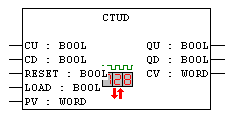 CTUD
CU : BOOL QU : BOOL
CD : BOOL QD : BOOL
RESET : BOOL CV : WORD
LOAD : BOOL 128
PV : WORD